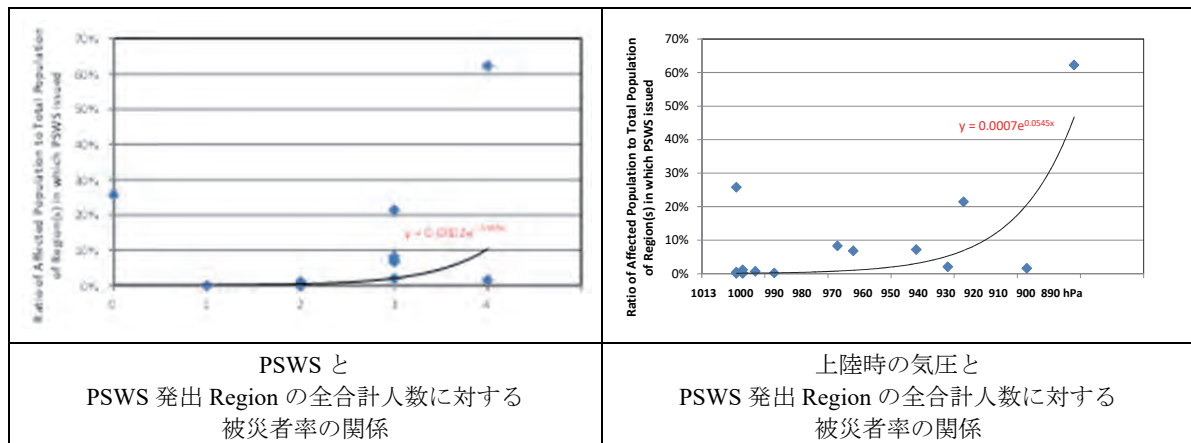 Ratio of Affected Population to Total Population
of Region(s) in which PSWS issued
70%
60%
50%
40%
30%
20%
10%
0%
0 1 2 3 4
PSWS と
PSWS 発出 Region の全合計人数に対する
被災者率の関係
Ratio of Affected Population to Total Population
of Region(s) in which PSWS issued
70%
60%
50%
40%
30%
20%
10%
0%
y = 0.0007e^0.0545x
1013 1000 990 980 970 960 950 940 930 920 910 900 890 hPa
上陸時の気圧と
PSWS 発出 Region の全合計人数に対する
被災者率の関係